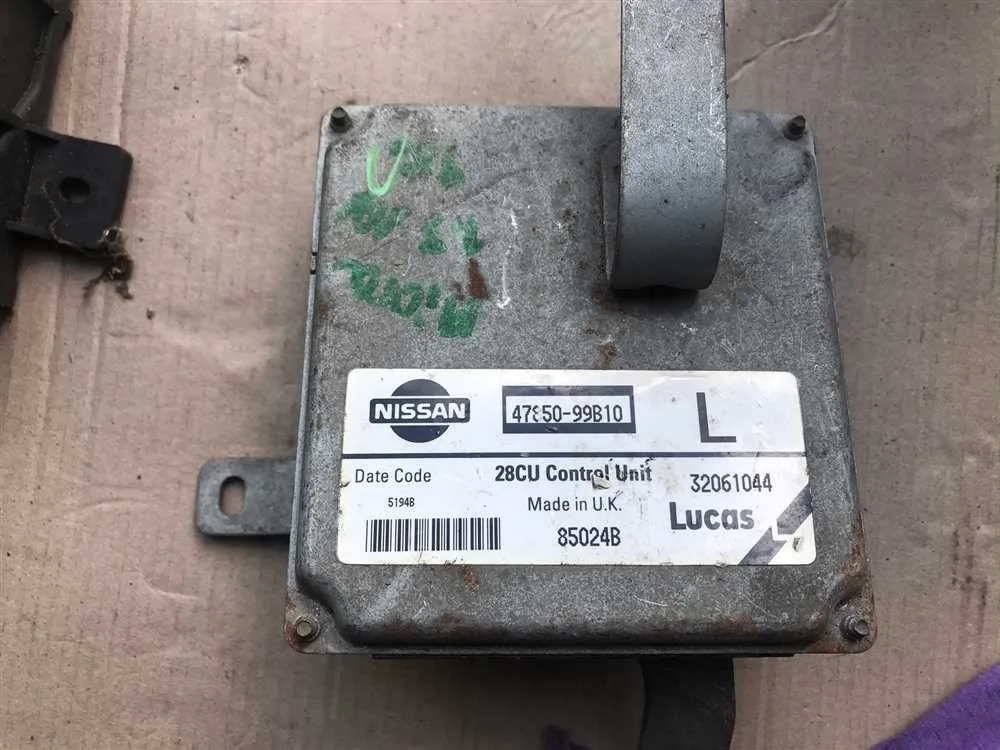 NISSAN
47850-99B10
L
Date Code
28CU Control Unit
32061044
5194B
Made in U.K.
Lucas
85024B